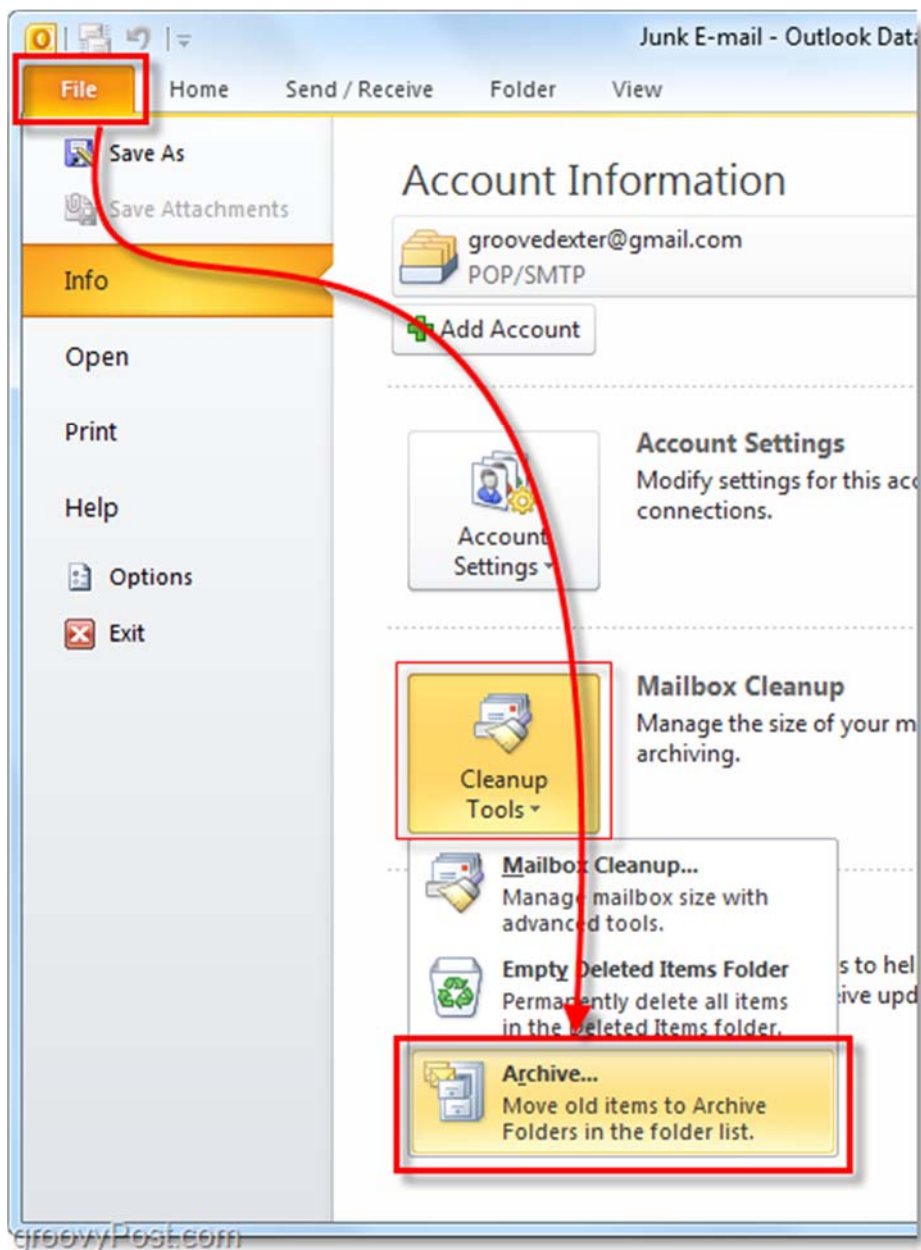 Junk E-mail - Outlook Data
File Home Send / Receive Folder View
Save As
Save Attachments
Info
Open
Print
Help
Options
Exit
Account Information
groovedexter@gmail.com
POP/SMTP
Add Account
Account
Settings
Account Settings
Modify settings for this acc
connections.
Cleanup
Tools
Mailbox Cleanup
Manage the size of your m
archiving.
Mailbox Cleanup...
Manage mailbox size with
advanced tools.
Empty Deleted Items Folder
Permanently delete all items
in the Deleted Items folder.
s to hel
ive upd
Archive...
Move old items to Archive
Folders in the folder list.
groovyPost.com